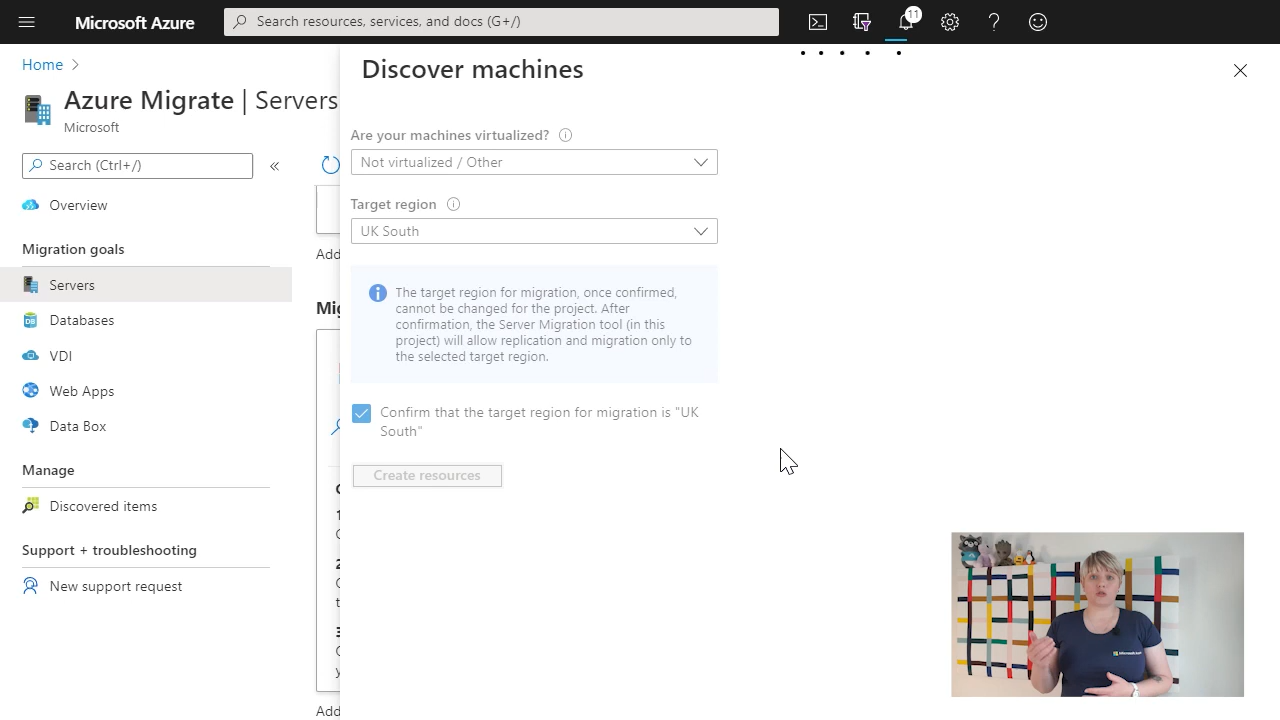 Microsoft Azure
Search resources, services, and docs (G+/)
11
Home
Azure Migrate | Servers
Microsoft
Search (Ctrl+/)
Overview
Migration goals
Servers
Databases
VDI
Web Apps
Data Box
Manage
Discovered items
Support + troubleshooting
New support request
Add
Mig
Add
Discover machines
Are your machines virtualized?
Not virtualized / Other
Target region
UK South
The target region for migration, once confirmed,
cannot be changed for the project. After
confirmation, the Server Migration tool (in this
project) will allow replication and migration only to
the selected target region.
Confirm that the target region for migration is "UK
South"
Create resources
Microsoft Azure